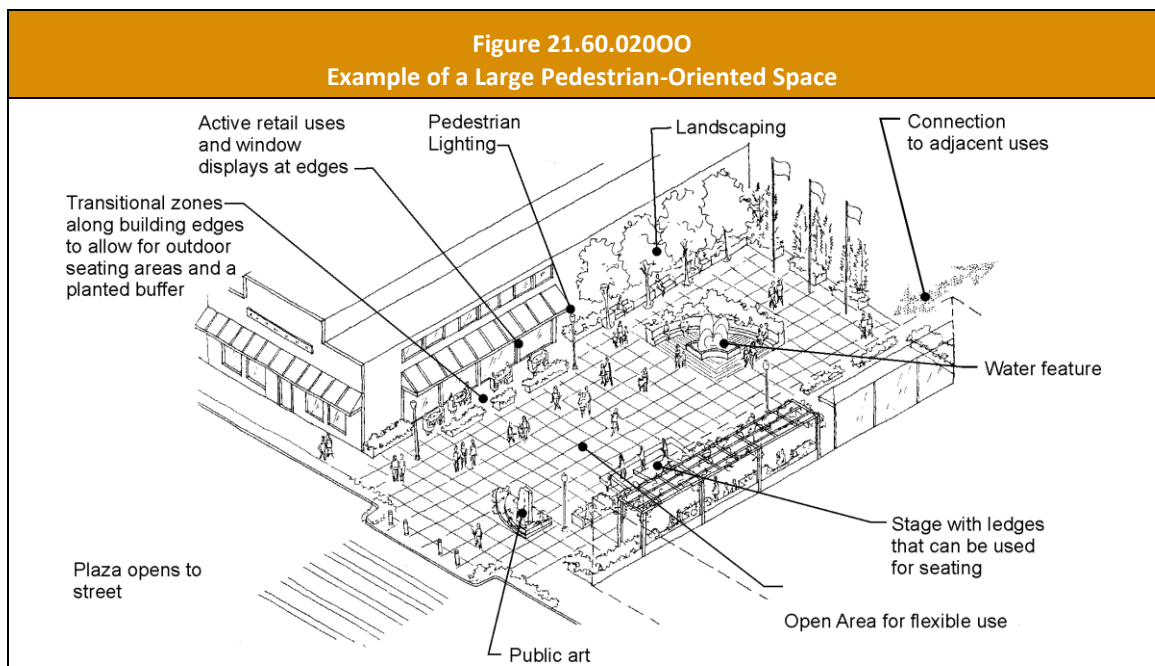 Figure 21.60.020OO
Example of a Large Pedestrian-Oriented Space
Active retail uses
and window
displays at edges
Pedestrian
Lighting
Landscaping
Connection
to adjacent uses
Transitional zones
along building edges
to allow for outdoor
seating areas and a
planted buffer
Water feature
Stage with ledges
that can be used
for seating
Plaza opens to
street
Open Area for flexible use
Public art